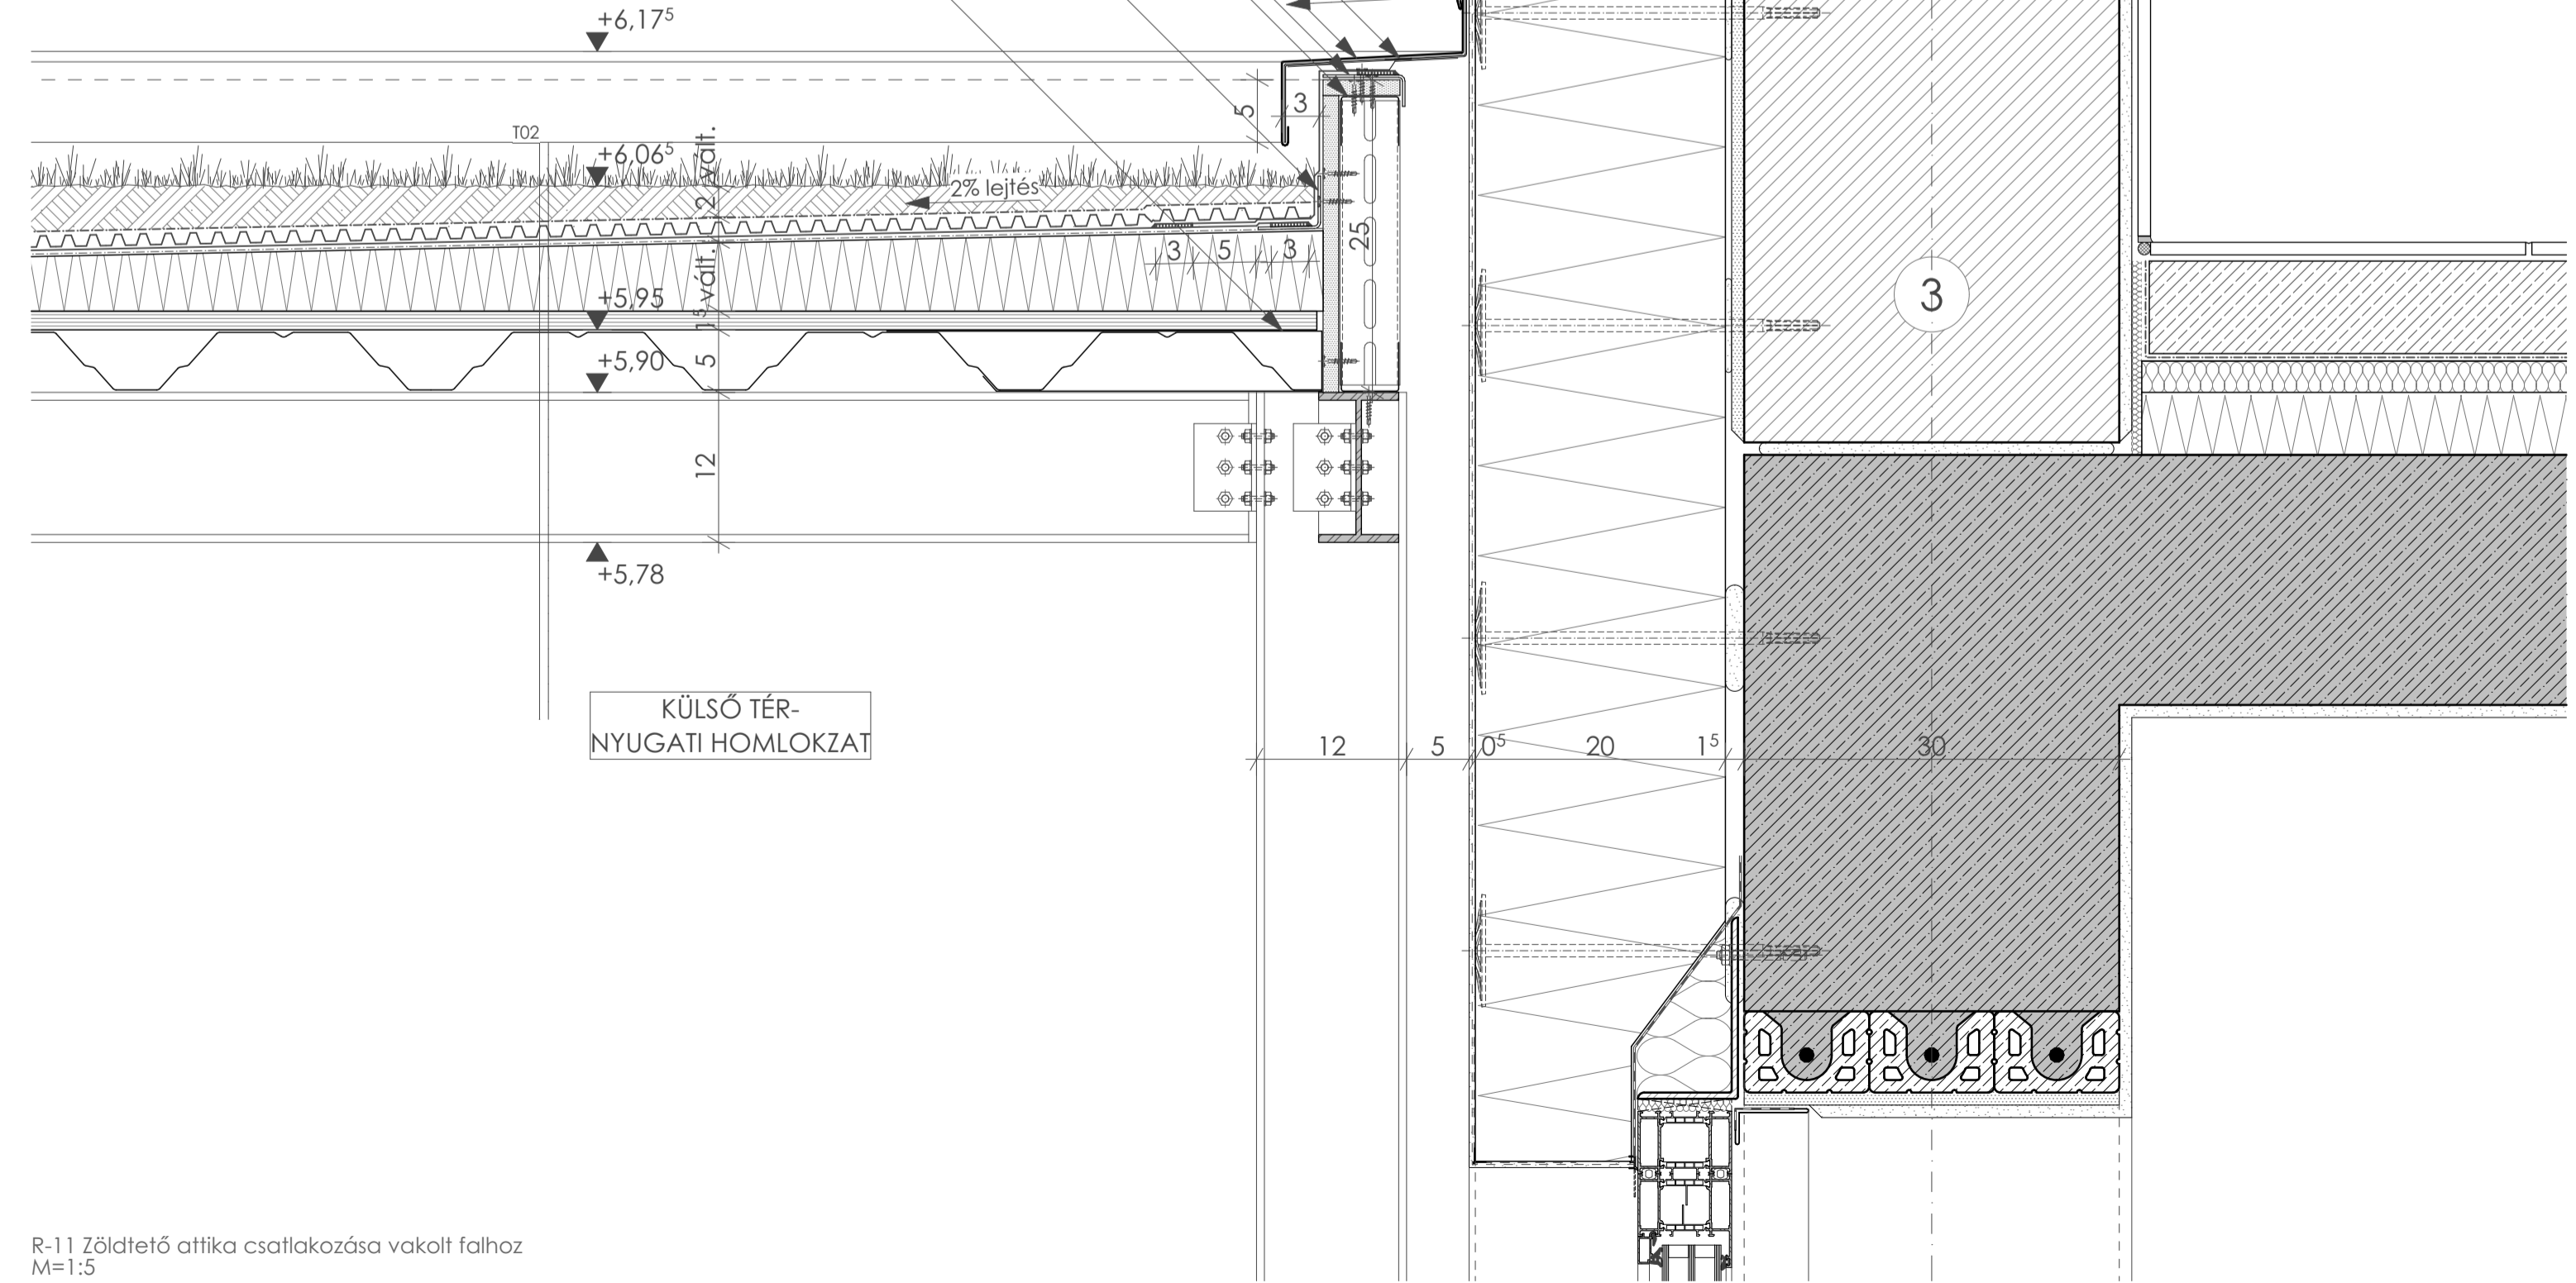 +6,17⁵
5
3
T02
+6,06⁵
2 vált.
2% lejtés
25
3
5
3
vált.
+5,95
1⁵
3
+5,90
5
12
+5,78
KÜLSŐ TÉR-
NYUGATI HOMLOKZAT
12
5
0⁵
20
1⁵
30
R-11 Zöldtető attika csatlakozása vakolt falhoz
M=1:5